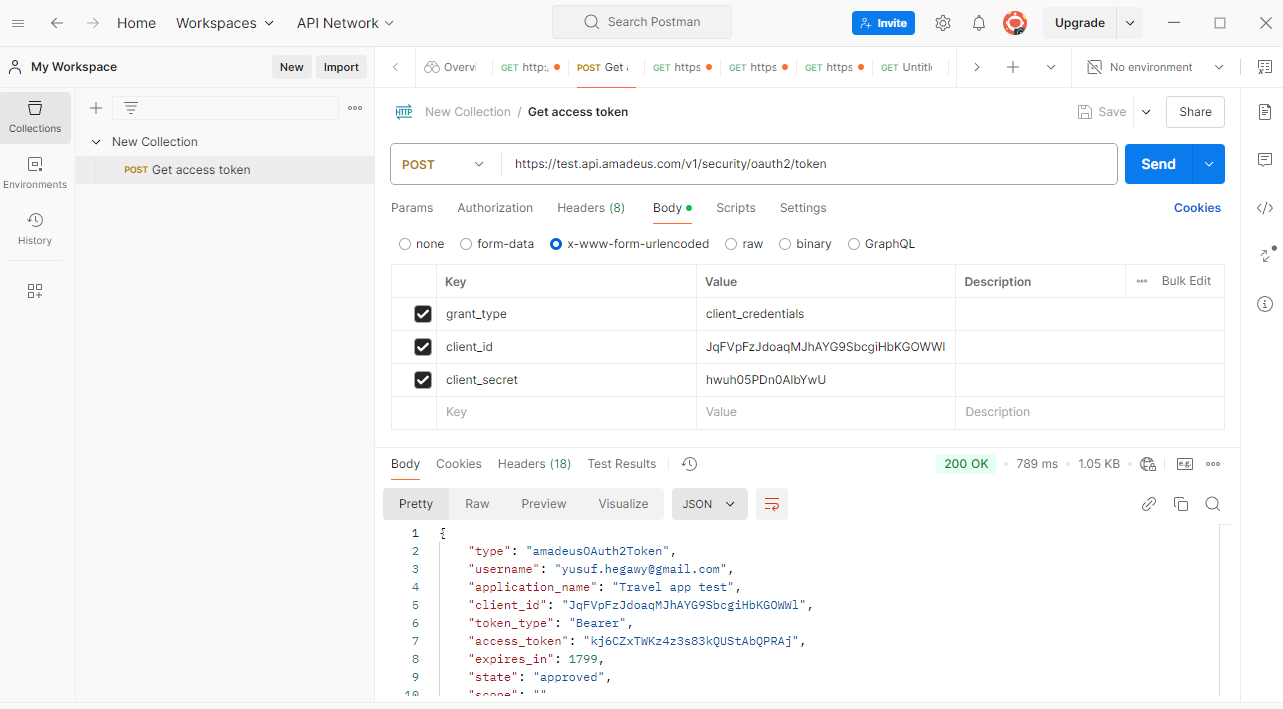 Home Workspaces API Network Search Postman Invite Upgrade
My Workspace New Import Overvi GET http:, POST Get a GET https GET https GET https GET Untitle No environment
Collections
Environments
History
New Collection
POST Get access token
HTTP New Collection / Get access token Save Share
POST https://test.api.amadeus.com/v1/security/oauth2/token Send
Params Authorization Headers (8) Body Scripts Settings Cookies
none form-data x-www-form-urlencoded raw binary GraphQL
Key Value Description Bulk Edit
grant_type client_credentials
client_id JqFVpFzJdoaqMJhAYG9SbcgiHbKGOWWl
client_secret hwuh05PDn0AlbYwU
Key Value Description
Body Cookies Headers (18) Test Results 200 OK 789 ms 1.05 KB e.g.
Pretty Raw Preview Visualize JSON
1 {
2 "type": "amadeusOAuth2Token",
3 "username": "yusuf.hegawy@gmail.com",
4 "application_name": "Travel app test",
5 "client_id": "JqFVpFzJdoaqMJhAYG9SbcgiHbKGOWWl",
6 "token_type": "Bearer",
7 "access_token": "kj6CZxTWKz4z3s83kQUStAbQPRAj",
8 "expires_in": 1799,
9 "state": "approved",
10 "scope": ""